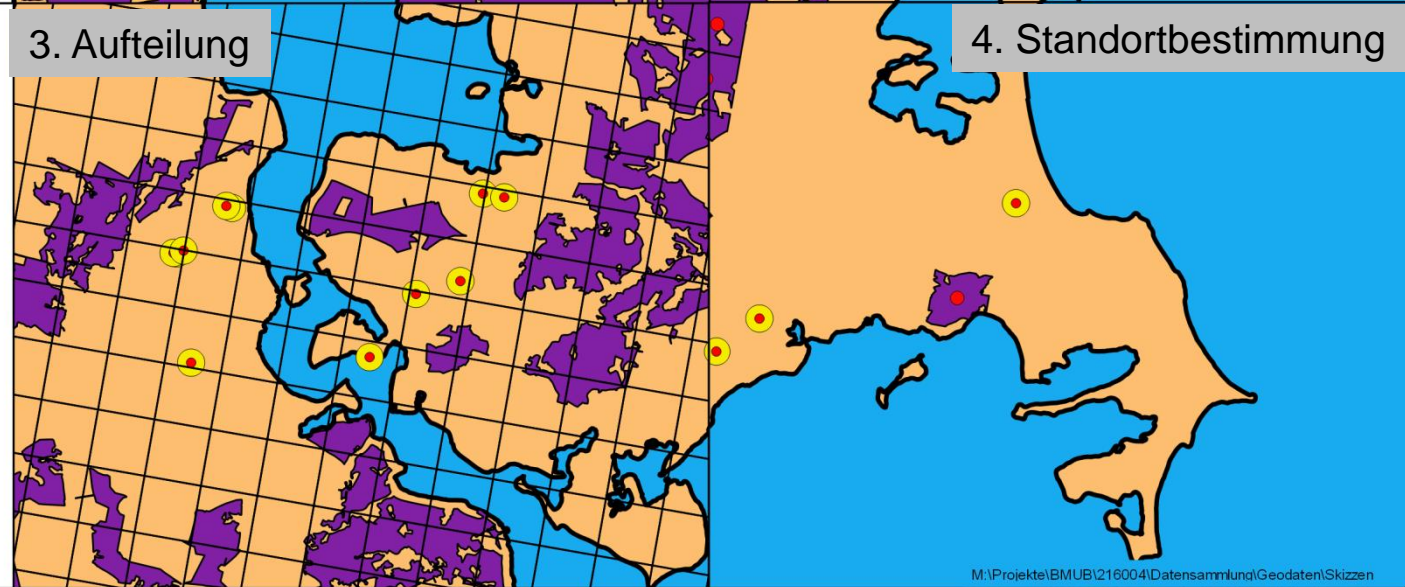 3. Aufteilung
4. Standortbestimmung
M:\Projekte\BMUB\216004\Datensammlung\Geodaten\Skizzen